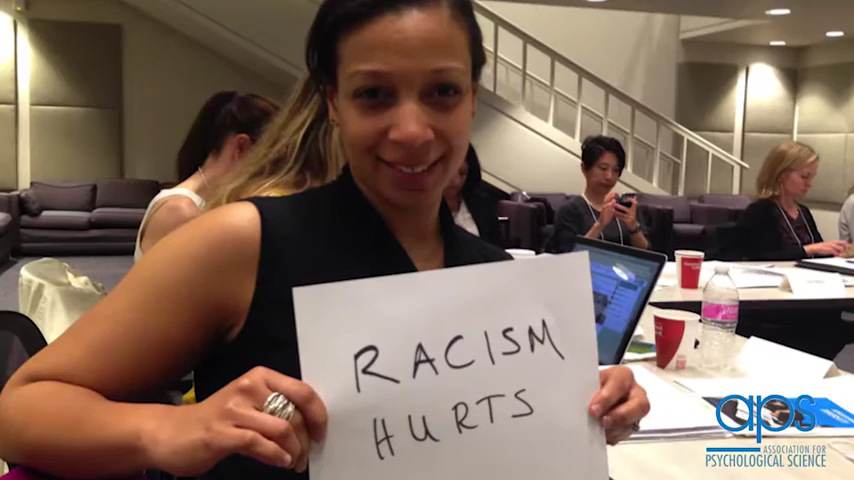 RACISM
HURTS
aps
ASSOCIATION FOR
PSYCHOLOGICAL SCIENCE